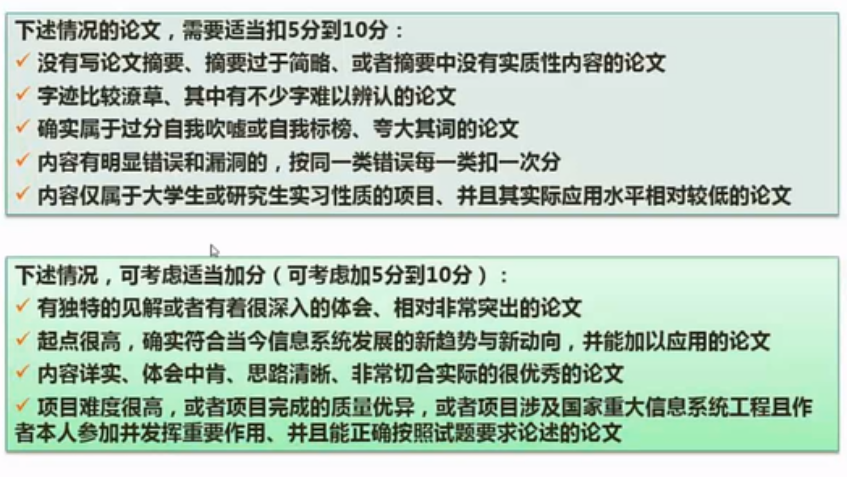 下述情况的论文，需要适当扣5分到10分：
✓ 没有写论文摘要、摘要过于简略、或者摘要中没有实质性内容的论文
✓ 字迹比较潦草、其中有不少字难以辨认的论文
✓ 确实属于过分自我吹嘘或自我标榜、夸大其词的论文
✓ 内容有明显错误和漏洞的，按同一类错误每一类扣一次分
✓ 内容仅属于大学生或研究生实习性质的项目、并且其实际应用水平相对较低的论文
下述情况，可考虑适当加分（可考虑加5分到10分）：
✓ 有独特的见解或者有着很深入的体会、相对非常突出的论文
✓ 起点很高，确实符合当今信息系统发展的新趋势与新动向，并能加以应用的论文
✓ 内容详实、体会中肯、思路清晰、非常切合实际的很优秀的论文
✓ 项目难度很高，或者项目完成的质量优异，或者项目涉及国家重大信息系统工程且作
者本人参加并发挥重要作用、并且能正确按照试题要求论述的论文